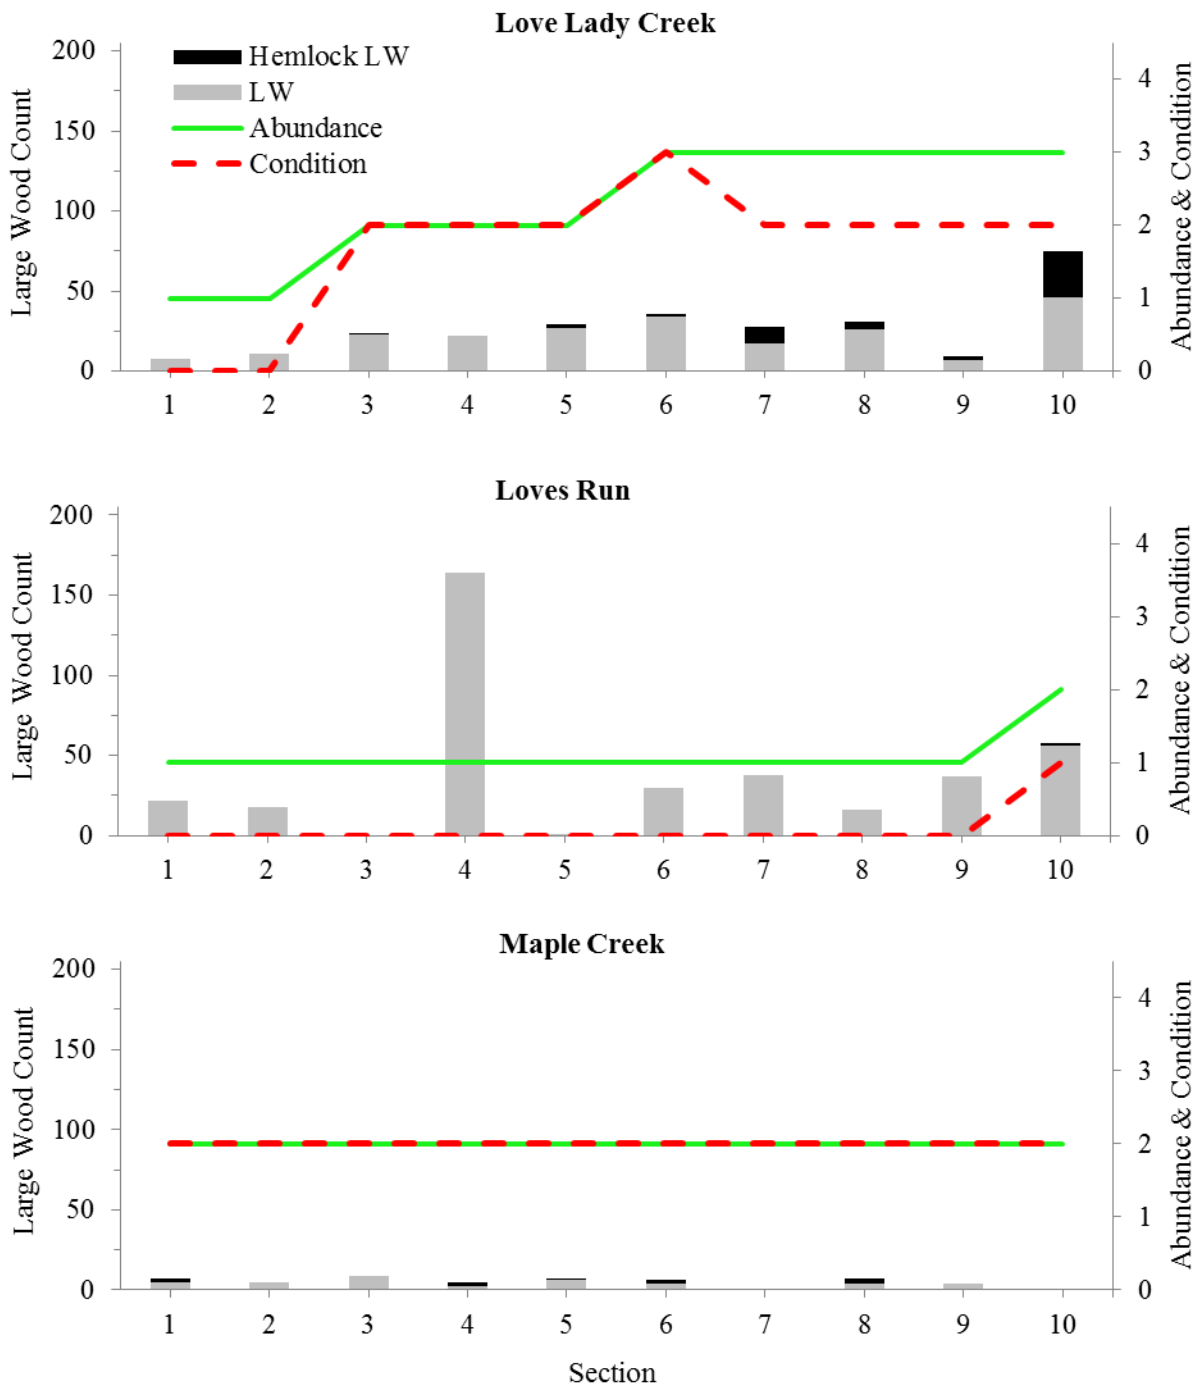 Love Lady Creek
Hemlock LW
LW
Abundance
Condition
Large Wood Count
200
150
100
50
0
4
3
2
1
0
Abundance & Condition
1 2 3 4 5 6 7 8 9 10
Loves Run
Large Wood Count
200
150
100
50
0
4
3
2
1
0
Abundance & Condition
1 2 3 4 5 6 7 8 9 10
Maple Creek
Large Wood Count
200
150
100
50
0
4
3
2
1
0
Abundance & Condition
1 2 3 4 5 6 7 8 9 10
Section